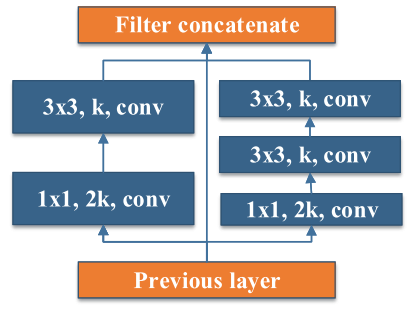 Filter concatenate
3x3, k, conv
3x3, k, conv
3x3, k, conv
1x1, 2k, conv
1x1, 2k, conv
Previous layer